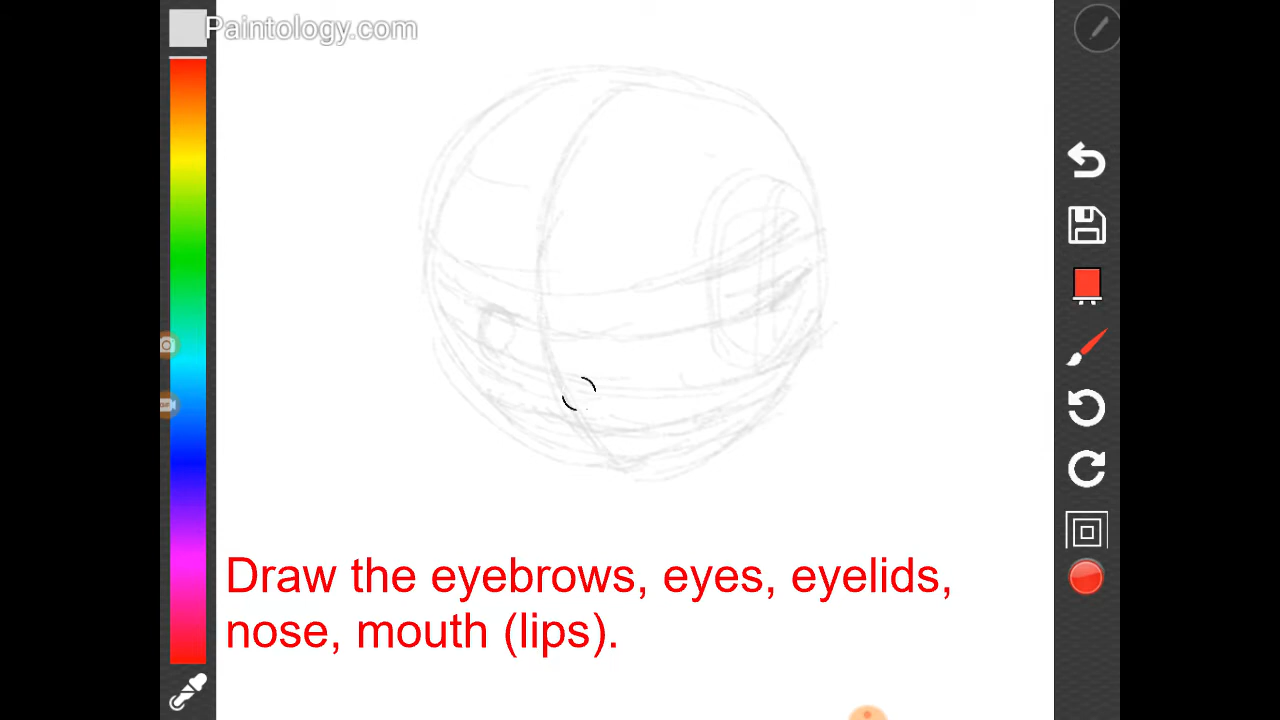 Paintology.com
Draw the eyebrows, eyes, eyelids,
nose, mouth (lips).